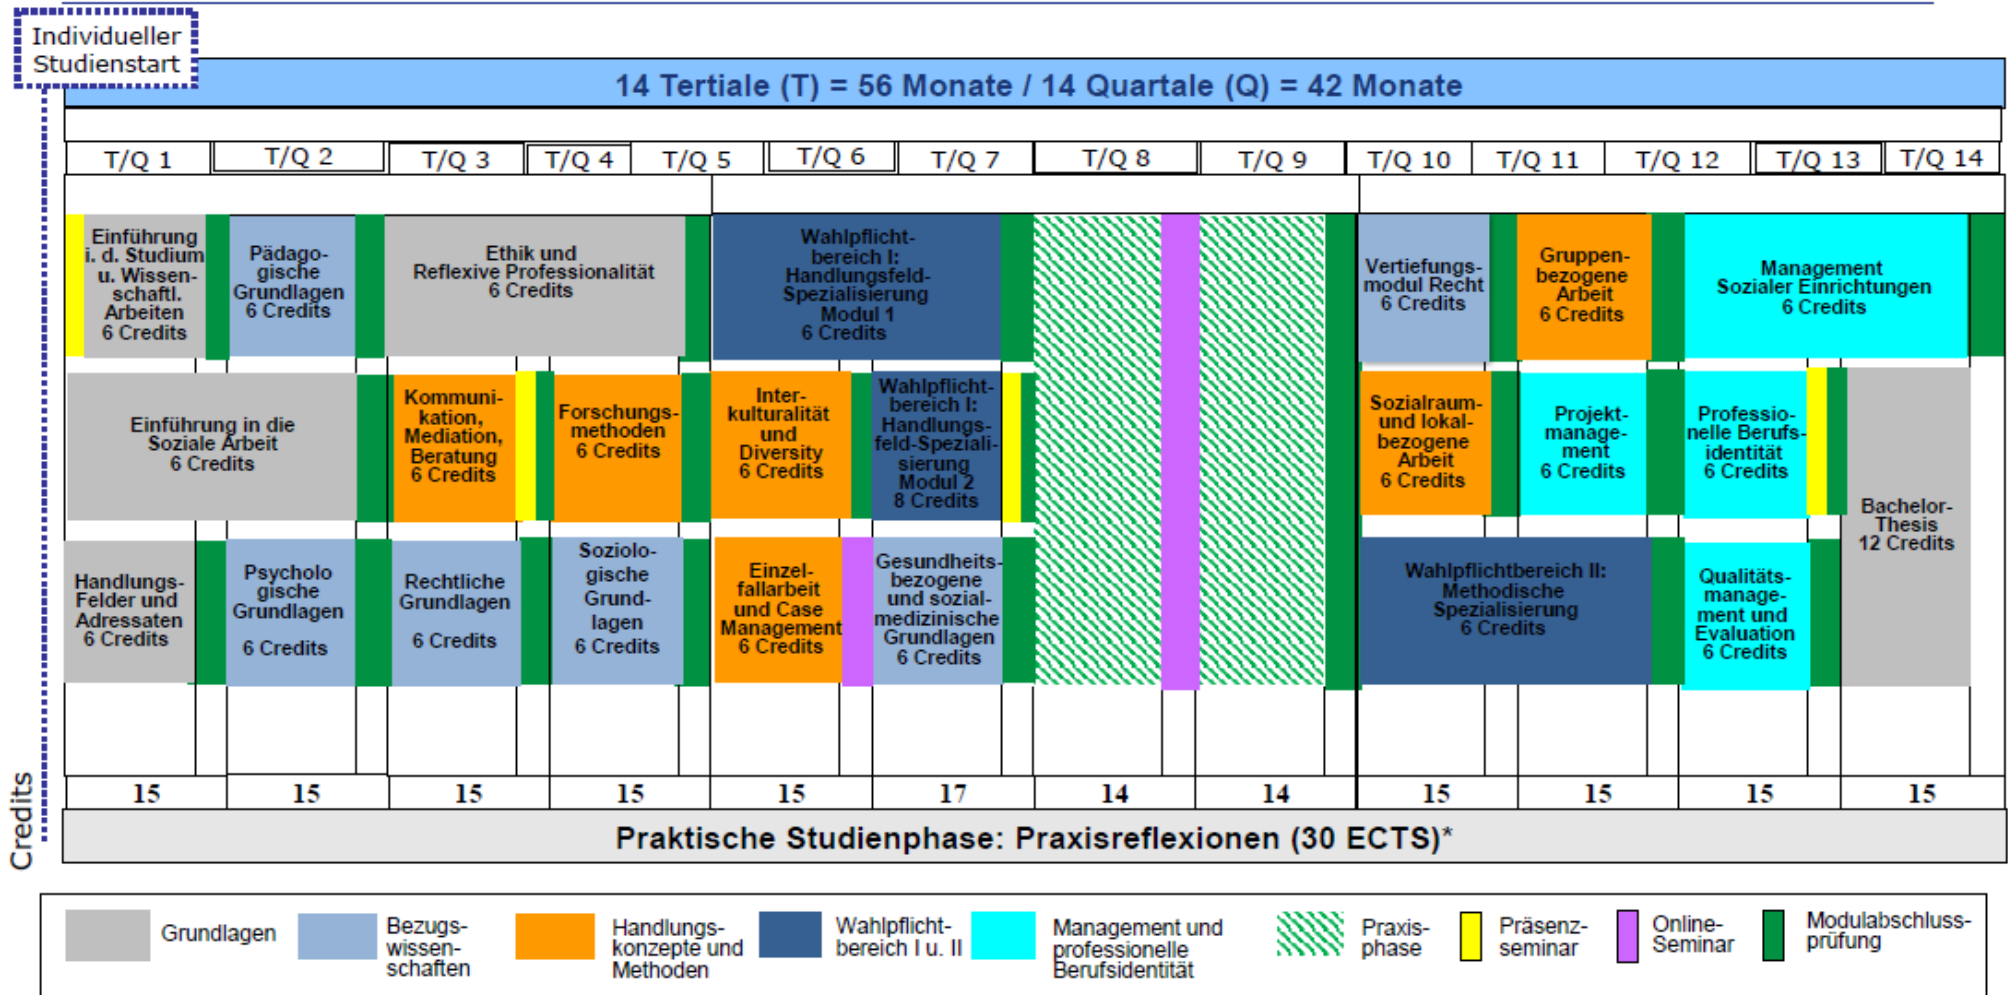 Individueller
Studienstart
14 Tertiale (T) = 56 Monate / 14 Quartale (Q) = 42 Monate
T/Q 1
T/Q 2
T/Q 3
T/Q 4
T/Q 5
T/Q 6
T/Q 7
T/Q 8
T/Q 9
T/Q 10
T/Q 11
T/Q 12
T/Q 13
T/Q 14
Einführung
i. d. Studium
u. Wissen-
schaftl.
Arbeiten
6 Credits
Pädago-
gische
Grundlagen
6 Credits
Ethik und
Reflexive Professionalität
6 Credits
Wahlpflicht-
bereich I:
Handlungsfeld-
Spezialisierung
Modul 1
6 Credits
Vertiefungs-
modul Recht
6 Credits
Gruppen-
bezogene
Arbeit
6 Credits
Management
Sozialer Einrichtungen
6 Credits
Einführung in die
Soziale Arbeit
6 Credits
Kommuni-
kation,
Mediation,
Beratung
6 Credits
Forschungs-
methoden
6 Credits
Inter-
kulturalität
und
Diversity
6 Credits
Wahlpflicht-
bereich I:
Handlungs-
feld-Speziali-
sierung
Modul 2
8 Credits
Sozialraum-
und lokal-
bezogene
Arbeit
6 Credits
Projekt-
manage-
ment
6 Credits
Professio-
nelle Berufs-
identität
6 Credits
Bachelor-
Thesis
12 Credits
Handlungs-
Felder und
Adressaten
6 Credits
Psycholo
gische
Grundlagen
6 Credits
Rechtliche
Grundlagen
6 Credits
Soziolo-
gische
Grund-
lagen
6 Credits
Einzel-
fallarbeit
und Case
Management
6 Credits
Gesundheits-
bezogene
und sozial-
medizinische
Grundlagen
6 Credits
Wahlpflichtbereich II:
Methodische
Spezialisierung
6 Credits
Qualitäts-
manage-
ment und
Evaluation
6 Credits
Credits
15
15
15
15
15
17
14
14
15
15
15
15
Praktische Studienphase: Praxisreflexionen (30 ECTS)*
Grundlagen
Bezugs-
wissen-
schaften
Handlungs-
konzepte und
Methoden
Wahlpflicht-
bereich I u. II
Management und
professionelle
Berufsidentität
Praxis-
phase
Präsenz-
seminar
Online-
Seminar
Modulabschluss-
prüfung